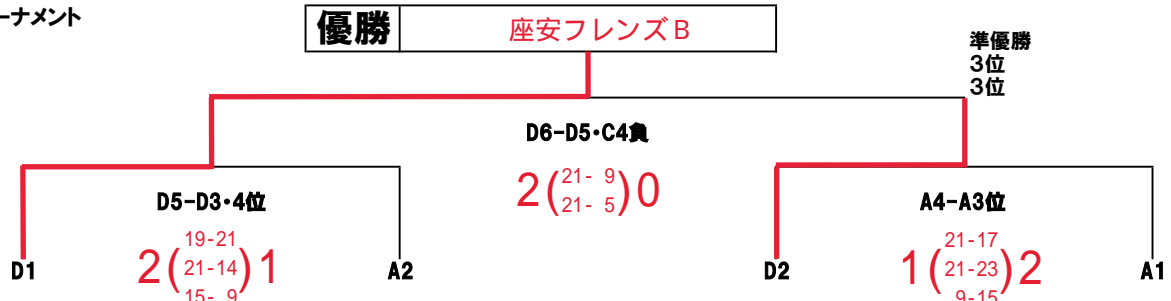 ーナメント
優勝 座安フレンズB
準優勝
3位
3位
D6-D5・C4負
2(21- 9 21- 5)0
D5-D3・4位
A4-A3位
2(19-21 21-14 15- 9)1
1(21-17 21-23 9-15)2
D1
A2
D2
A1